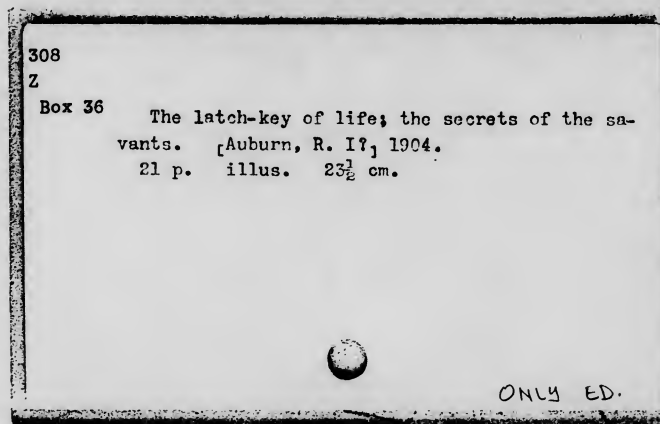 308
Z
Box 36
The latch-key of life; the secrets of the sa-
vants. [Auburn, R. I?] 1904.
21 p. illus. 23½ cm.
ONLY ED.